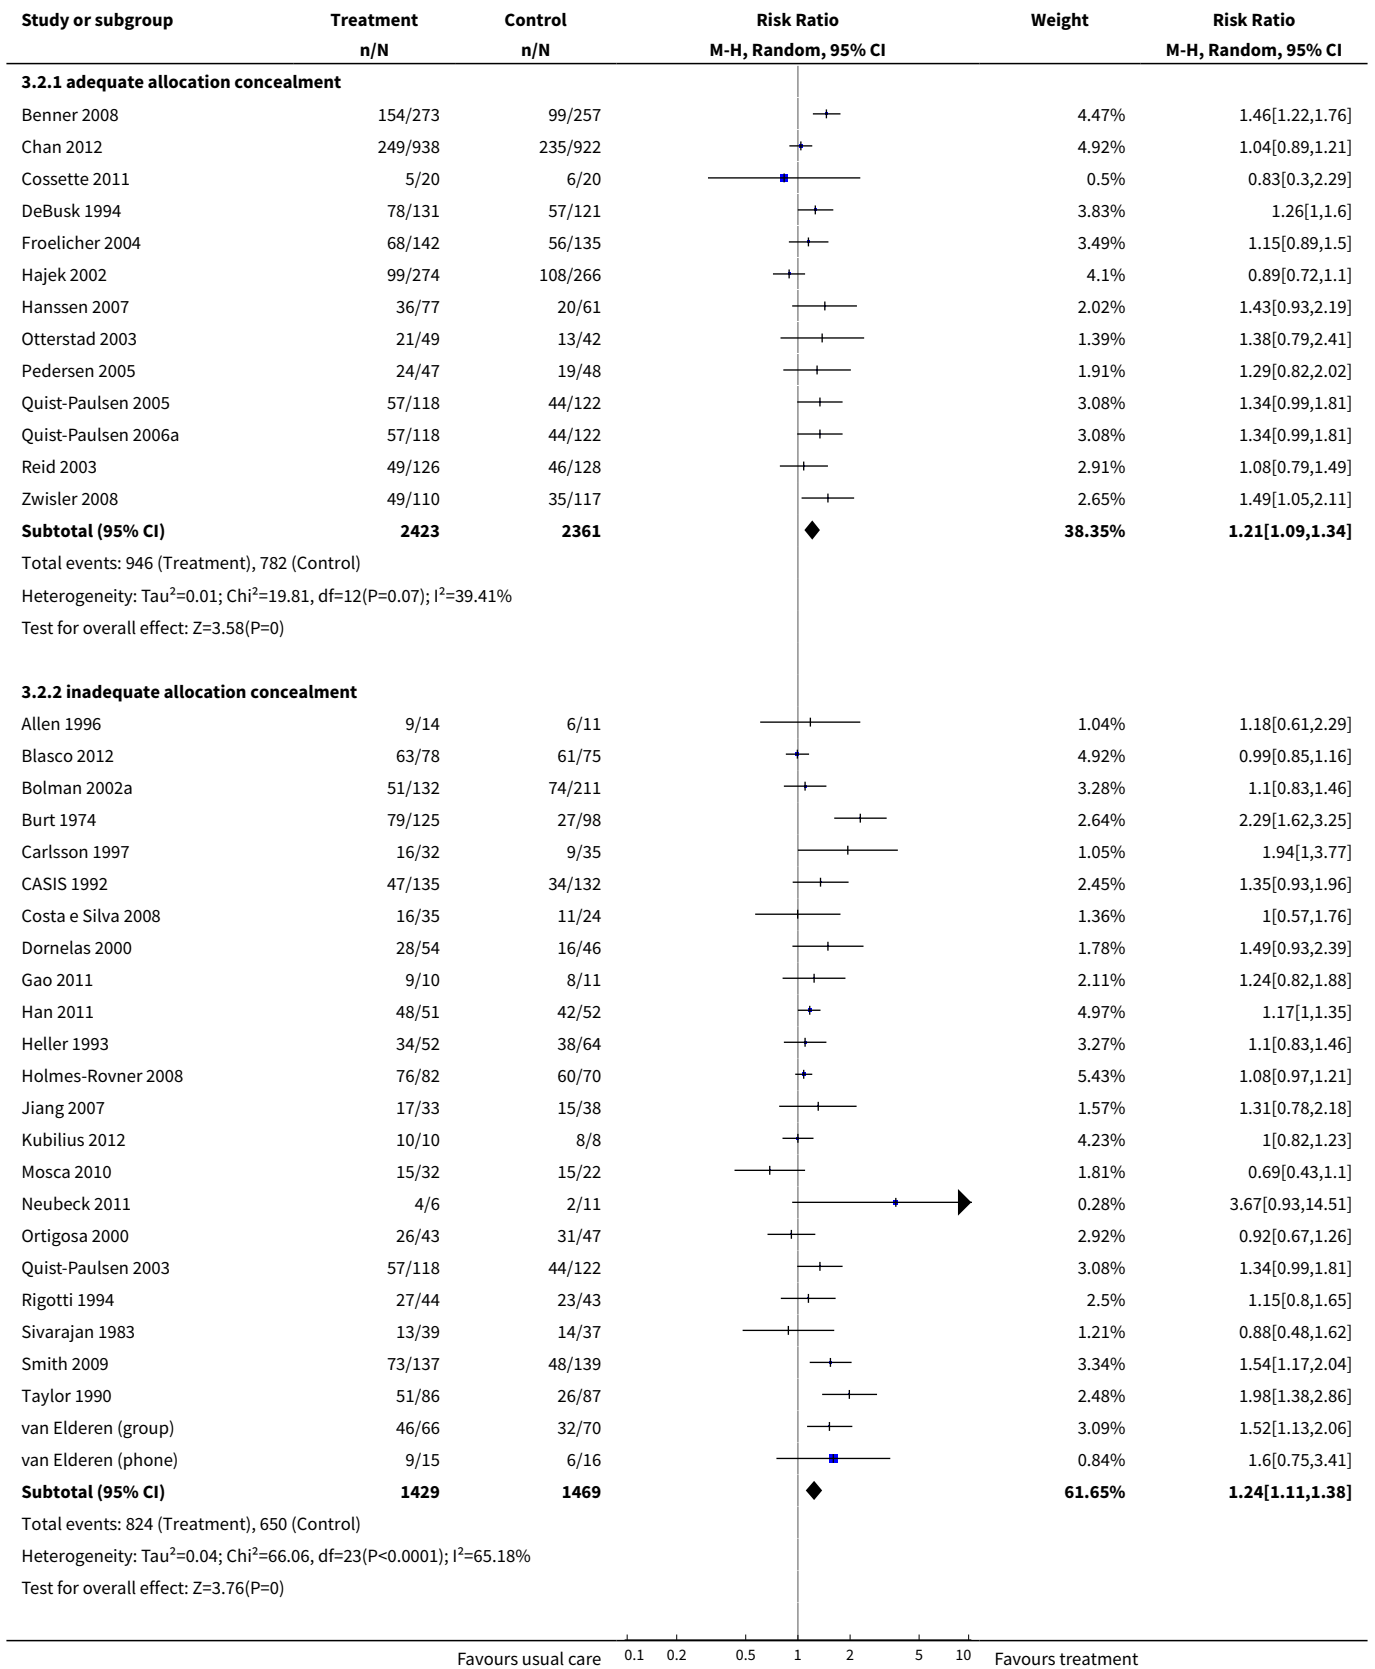 Study or subgroup Treatment Control Risk Ratio Weight Risk Ratio
n/N n/N M-H, Random, 95% CI M-H, Random, 95% CI
3.2.1 adequate allocation concealment
Benner 2008 154/273 99/257 4.47% 1.46[1.22,1.76]
Chan 2012 249/938 235/922 4.92% 1.04[0.89,1.21]
Cossette 2011 5/20 6/20 0.5% 0.83[0.3,2.29]
DeBusk 1994 78/131 57/121 3.83% 1.26[1,1.6]
Froelicher 2004 68/142 56/135 3.49% 1.15[0.89,1.5]
Hajek 2002 99/274 108/266 4.1% 0.89[0.72,1.1]
Hanssen 2007 36/77 20/61 2.02% 1.43[0.93,2.19]
Otterstad 2003 21/49 13/42 1.39% 1.38[0.79,2.41]
Pedersen 2005 24/47 19/48 1.91% 1.29[0.82,2.02]
Quist-Paulsen 2005 57/118 44/122 3.08% 1.34[0.99,1.81]
Quist-Paulsen 2006a 57/118 44/122 3.08% 1.34[0.99,1.81]
Reid 2003 49/126 46/128 2.91% 1.08[0.79,1.49]
Zwisler 2008 49/110 35/117 2.65% 1.49[1.05,2.11]
Subtotal (95% CI) 2423 2361 38.35% 1.21[1.09,1.34]
Total events: 946 (Treatment), 782 (Control)
Heterogeneity: Tau²=0.01; Chi²=19.81, df=12(P=0.07); I²=39.41%
Test for overall effect: Z=3.58(P=0)
3.2.2 inadequate allocation concealment
Allen 1996 9/14 6/11 1.04% 1.18[0.61,2.29]
Blasco 2012 63/78 61/75 4.92% 0.99[0.85,1.16]
Bolman 2002a 51/132 74/211 3.28% 1.1[0.83,1.46]
Burt 1974 79/125 27/98 2.64% 2.29[1.62,3.25]
Carlsson 1997 16/32 9/35 1.05% 1.94[1,3.77]
CASIS 1992 47/135 34/132 2.45% 1.35[0.93,1.96]
Costa e Silva 2008 16/35 11/24 1.36% 1[0.57,1.76]
Dornelas 2000 28/54 16/46 1.78% 1.49[0.93,2.39]
Gao 2011 9/10 8/11 2.11% 1.24[0.82,1.88]
Han 2011 48/51 42/52 4.97% 1.17[1,1.35]
Heller 1993 34/52 38/64 3.27% 1.1[0.83,1.46]
Holmes-Rovner 2008 76/82 60/70 5.43% 1.08[0.97,1.21]
Jiang 2007 17/33 15/38 1.57% 1.31[0.78,2.18]
Kubilius 2012 10/10 8/8 4.23% 1[0.82,1.23]
Mosca 2010 15/32 15/22 1.81% 0.69[0.43,1.1]
Neubeck 2011 4/6 2/11 0.28% 3.67[0.93,14.51]
Ortigosa 2000 26/43 31/47 2.92% 0.92[0.67,1.26]
Quist-Paulsen 2003 57/118 44/122 3.08% 1.34[0.99,1.81]
Rigotti 1994 27/44 23/43 2.5% 1.15[0.8,1.65]
Sivarajan 1983 13/39 14/37 1.21% 0.88[0.48,1.62]
Smith 2009 73/137 48/139 3.34% 1.54[1.17,2.04]
Taylor 1990 51/86 26/87 2.48% 1.98[1.38,2.86]
van Elderen (group) 46/66 32/70 3.09% 1.52[1.13,2.06]
van Elderen (phone) 9/15 6/16 0.84% 1.6[0.75,3.41]
Subtotal (95% CI) 1429 1469 61.65% 1.24[1.11,1.38]
Total events: 824 (Treatment), 650 (Control)
Heterogeneity: Tau²=0.04; Chi²=66.06, df=23(P<0.0001); I²=65.18%
Test for overall effect: Z=3.76(P=0)
Favours usual care 0.1 0.2 0.5 1 2 5 10 Favours treatment